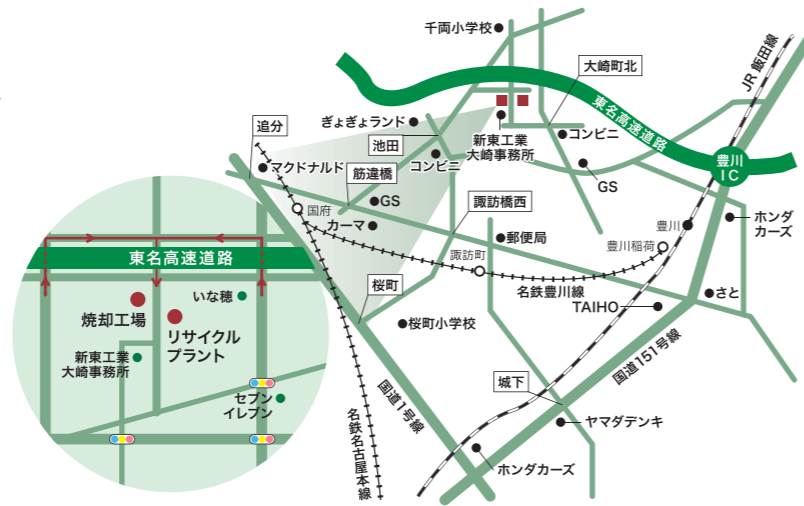 千両小学校
大崎町北
JR 飯田線
東名高速道路
ぎょぎょランド
新東工業
大崎事務所
コンビニ
追分
池田
マクドナルド
コンビニ
GS
豊川
IC
筋違橋
GS
国府
カーマ
諏訪橋西
郵便局
豊川
豊川稲荷
ホンダ
カーズ
諏訪町
名鉄豊川線
桜町
TAIHO
さと
桜町小学校
国道1号線
国道151号線
城下
名鉄名古屋本線
ヤマダデンキ
ホンダカーズ
東名高速道路
いな穂
焼却工場
リサイクル
プラント
新東工業
大崎事務所
セブン
イレブン